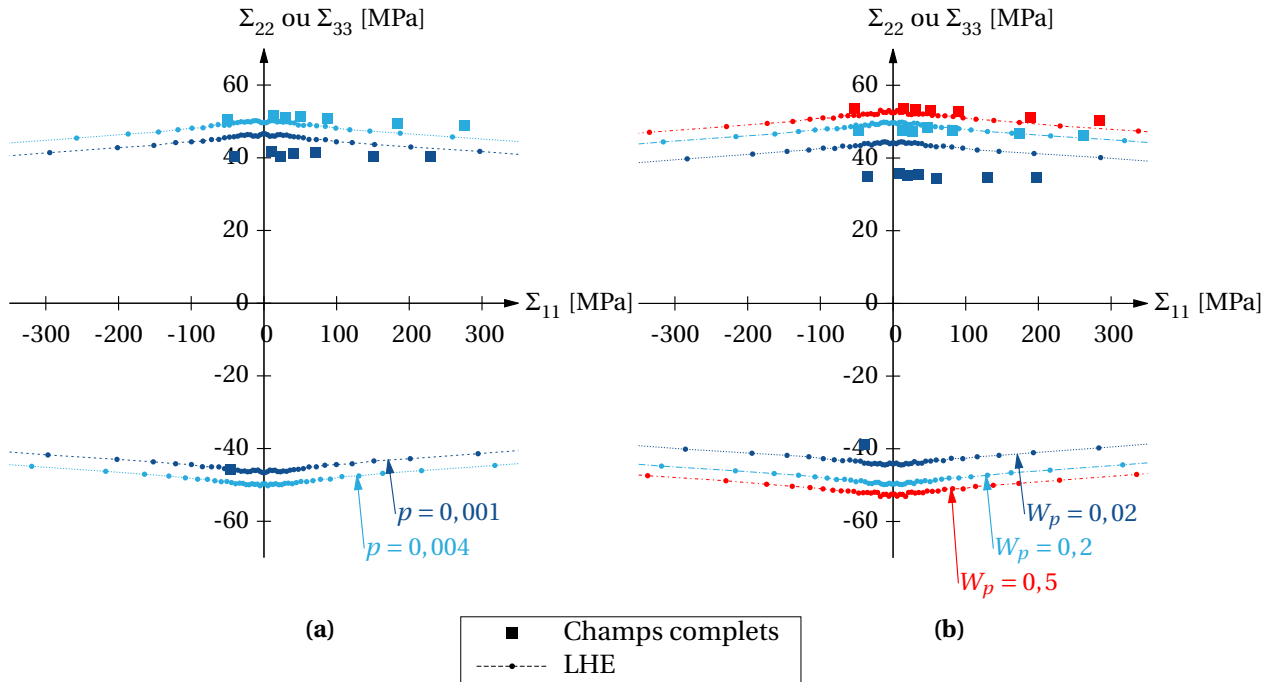 Σ22 ou Σ33 [MPa]
60
40
20
0
-20
-40
-60
-300 -200 -100 0 100 200 300
Σ11 [MPa]
p = 0,001
p = 0,004
(a)
Σ22 ou Σ33 [MPa]
60
40
20
0
-20
-40
-60
-300 -200 -100 0 100 200 300
Σ11 [MPa]
Wp = 0,02
Wp = 0,2
Wp = 0,5
(b)
Champs complets
LHE